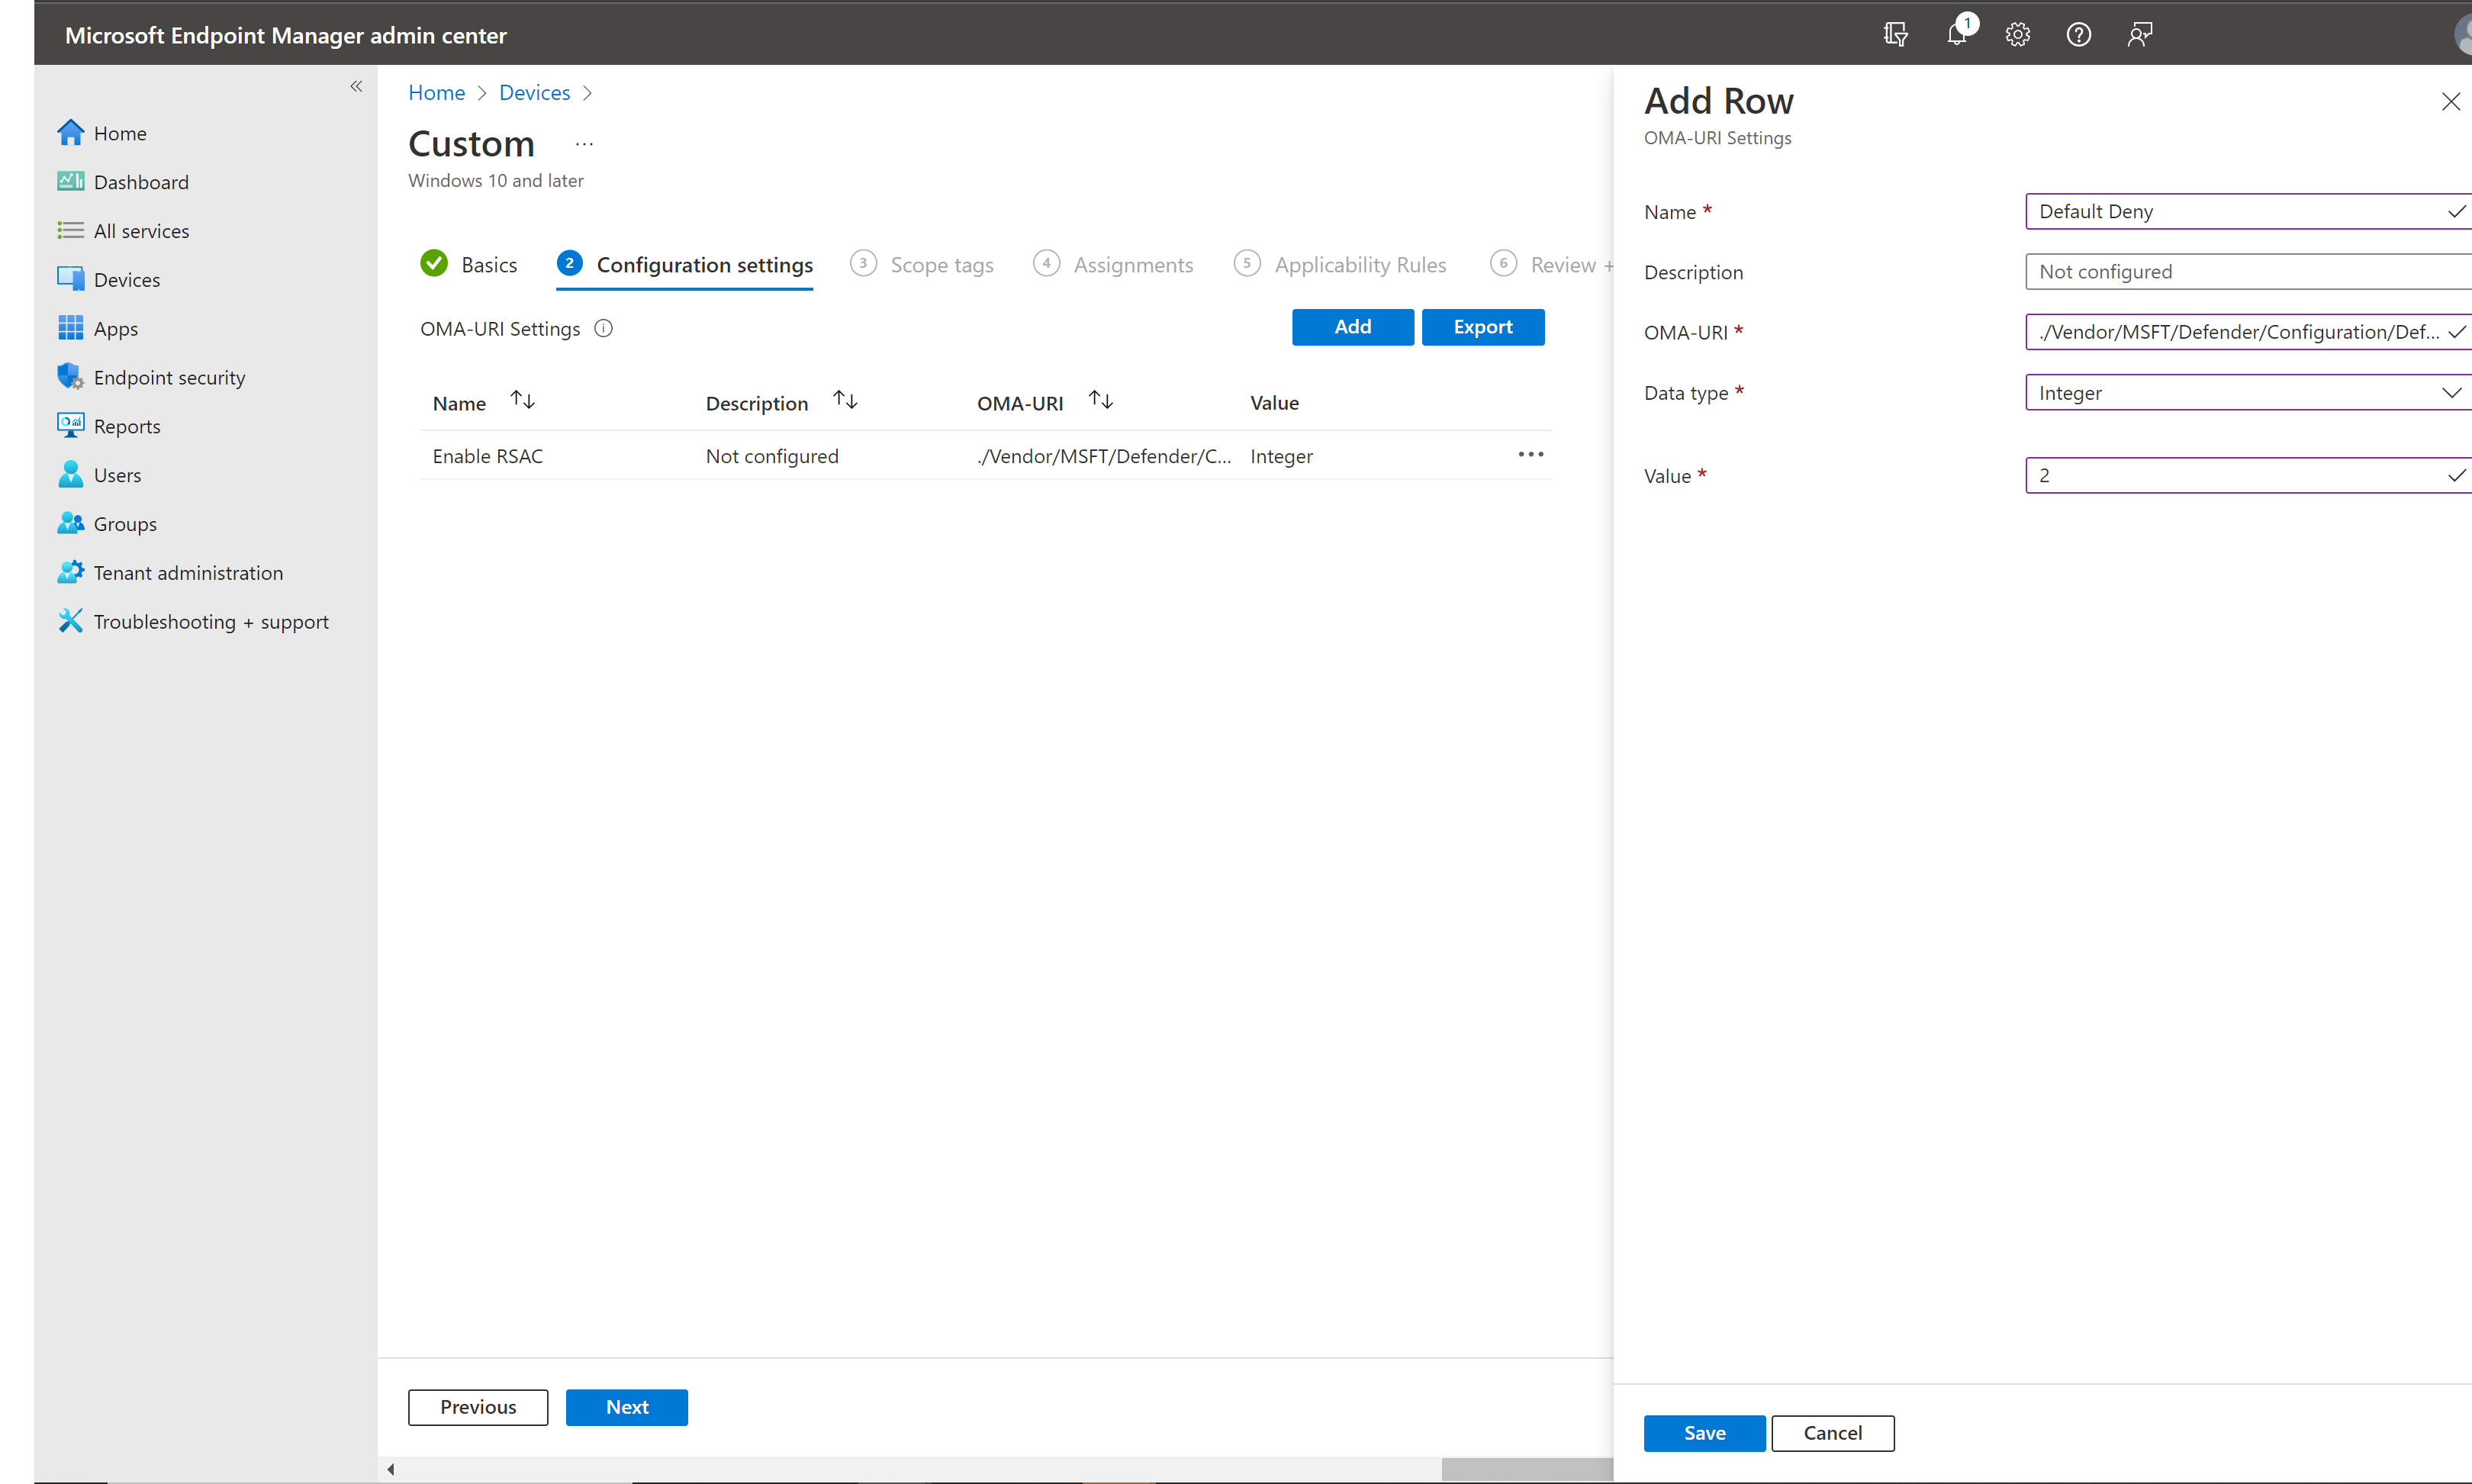 Microsoft Endpoint Manager admin center
1
Home
Dashboard
All services
Devices
Apps
Endpoint security
Reports
Users
Groups
Tenant administration
Troubleshooting + support
Home > Devices >
Custom ...
Windows 10 and later
Basics
2 Configuration settings
3 Scope tags
4 Assignments
5 Applicability Rules
6 Review +
OMA-URI Settings
Add
Export
Name Description OMA-URI Value
Enable RSAC Not configured ./Vendor/MSFT/Defender/C... Integer
Previous
Next
Add Row
OMA-URI Settings
Name * Default Deny
Description Not configured
OMA-URI * ./Vendor/MSFT/Defender/Configuration/Def...
Data type * Integer
Value * 2
Save
Cancel